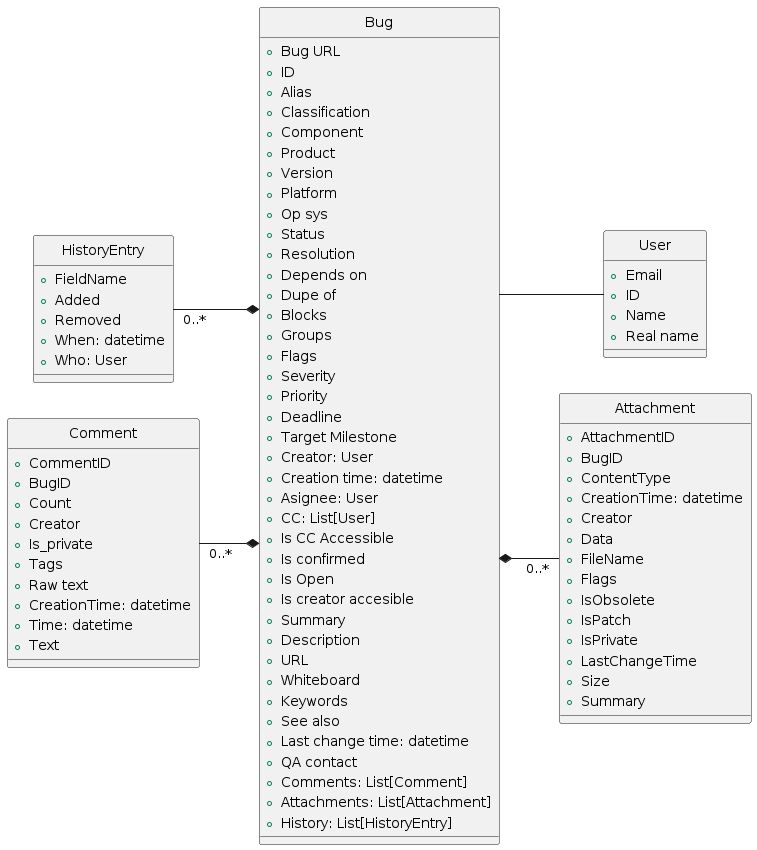 Bug
Bug URL
ID
Alias
Classification
Component
Product
Version
Platform
Op sys
Status
Resolution
Depends on
Dupe of
Blocks
Groups
Flags
Severity
Priority
Deadline
Target Milestone
Creator: User
Creation time: datetime
Asignee: User
CC: List[User]
Is CC Accessible
Is confirmed
Is Open
Is creator accesible
Summary
Description
URL
Whiteboard
Keywords
See also
Last change time: datetime
QA contact
Comments: List[Comment]
Attachments: List[Attachment]
History: List[HistoryEntry]
HistoryEntry
FieldName
Added
Removed
When: datetime
Who: User
0..*
Comment
CommentID
BugID
Count
Creator
Is_private
Tags
Raw text
CreationTime: datetime
Time: datetime
Text
0..*
User
Email
ID
Name
Real name
Attachment
AttachmentID
BugID
ContentType
CreationTime: datetime
Creator
Data
FileName
Flags
IsObsolete
IsPatch
IsPrivate
LastChangeTime
Size
Summary
0..*